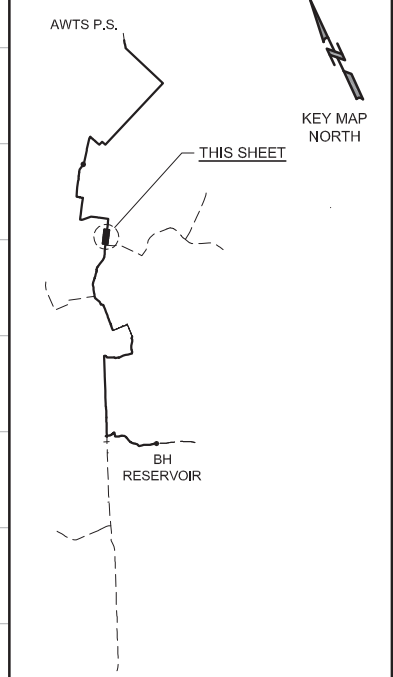 AWTS P.S.
KEY MAP
NORTH
THIS SHEET
BH
RESERVOIR